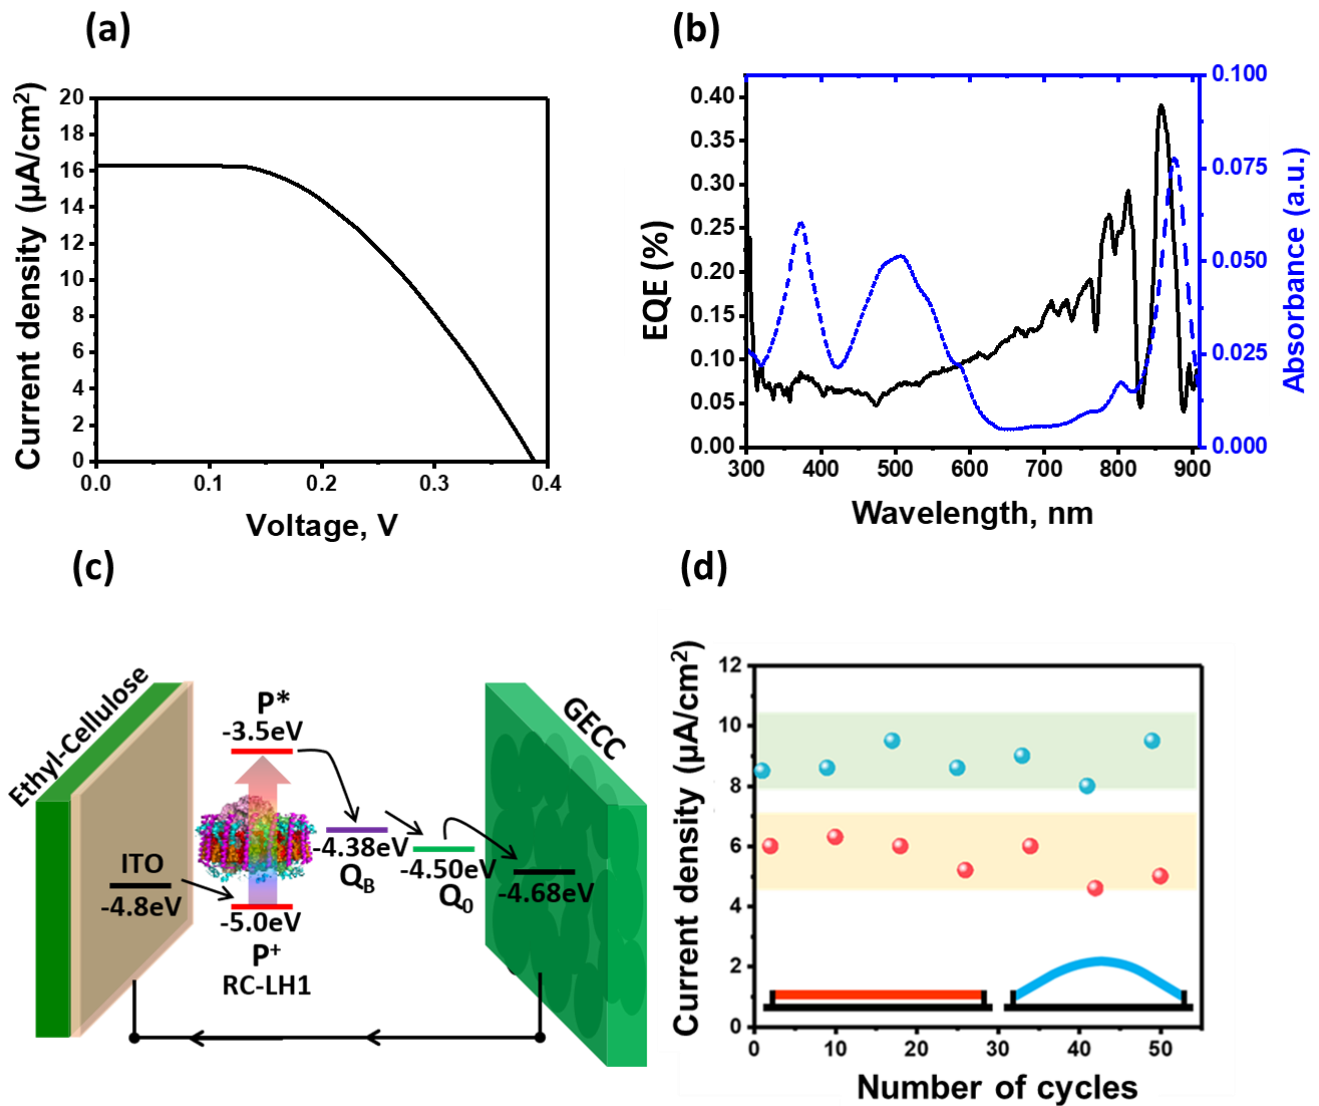 (a)
20
18
16
14
12
10
8
6
4
2
0
0.0 0.1 0.2 0.3 0.4
Current density (µA/cm²)
Voltage, V
(b)
0.40
0.35
0.30
0.25
0.20
0.15
0.10
0.05
0.00
300 400 500 600 700 800 900
0.100
0.075
0.050
0.025
0.000
EQE (%)
Absorbance (a.u.)
Wavelength, nm
(c)
Ethyl-Cellulose
P*
-3.5eV
GECC
ITO
-4.8eV
-4.38eV
Q_B
-4.50eV
Q_0
-4.68eV
-5.0eV
P⁺
RC-LH1
(d)
12
10
8
6
4
2
0
0 10 20 30 40 50
Current density (µA/cm²)
Number of cycles